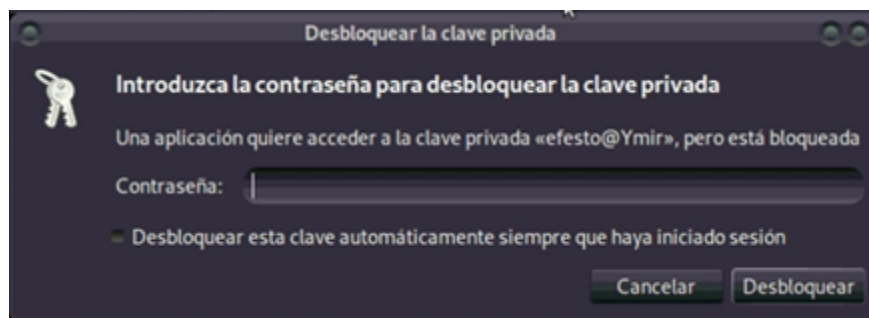 Desbloquear la clave privada
Introduzca la contraseña para desbloquear la clave privada
Una aplicación quiere acceder a la clave privada «efesto@Ymir», pero está bloqueada
Contraseña:
Desbloquear esta clave automáticamente siempre que haya iniciado sesión
Cancelar Desbloquear